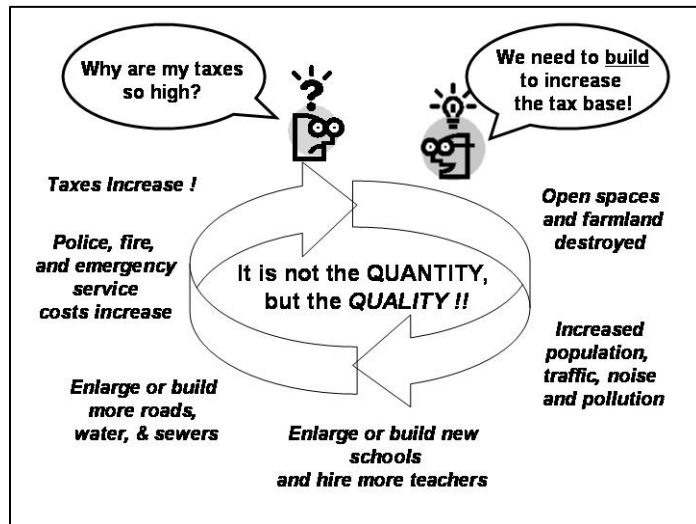 Why are my taxes
so high?
?
We need to build
to increase
the tax base!
Open spaces
and farmland
destroyed
Increased
population,
traffic, noise
and pollution
Enlarge or build new
schools
and hire more teachers
Enlarge or build
more roads,
water, & sewers
Police, fire,
and emergency
service
costs increase
Taxes Increase !
It is not the QUANTITY,
but the QUALITY !!